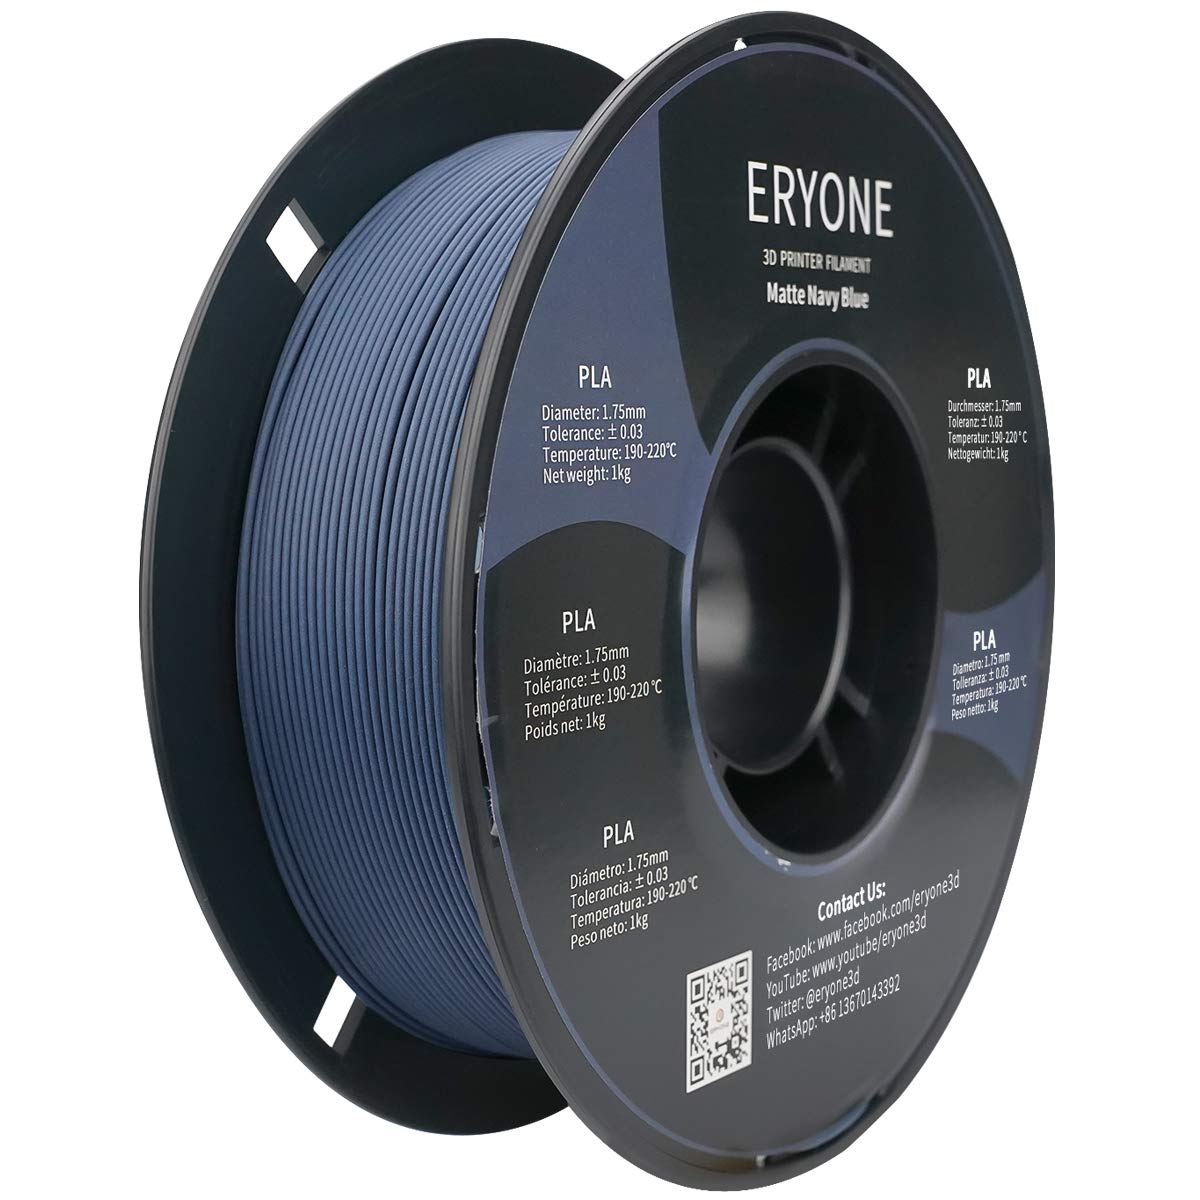 ERYONE
3D PRINTER FILAMENT
Matte Navy Blue
PLA
Diameter: 1.75mm
Tolerance: ± 0.03
Temperature: 190-220℃
Net weight: 1kg
PLA
Durchmesser: 1.75mm
Toleranz: ± 0.03
Temperatur: 190-220 ℃
Nettogewicht: 1kg
PLA
Diamètre: 1.75mm
Tolérance: ± 0.03
Température: 190-220 ℃
Poids net: 1kg
PLA
Diametro: 1.75 mm
Tolleranza: ± 0.03
Temperatura: 190-220 ℃
Peso netto: 1kg
PLA
Diámetro: 1.75mm
Tolerancia: ± 0.03
Temperatura: 190-220 ℃
Peso neto: 1kg
Contact Us:
Facebook: www.facebook.com/eryone3d
YouTube: www.youtube/eryone3d
Twitter: @eryone3d
WhatsApp: +86 13670143392